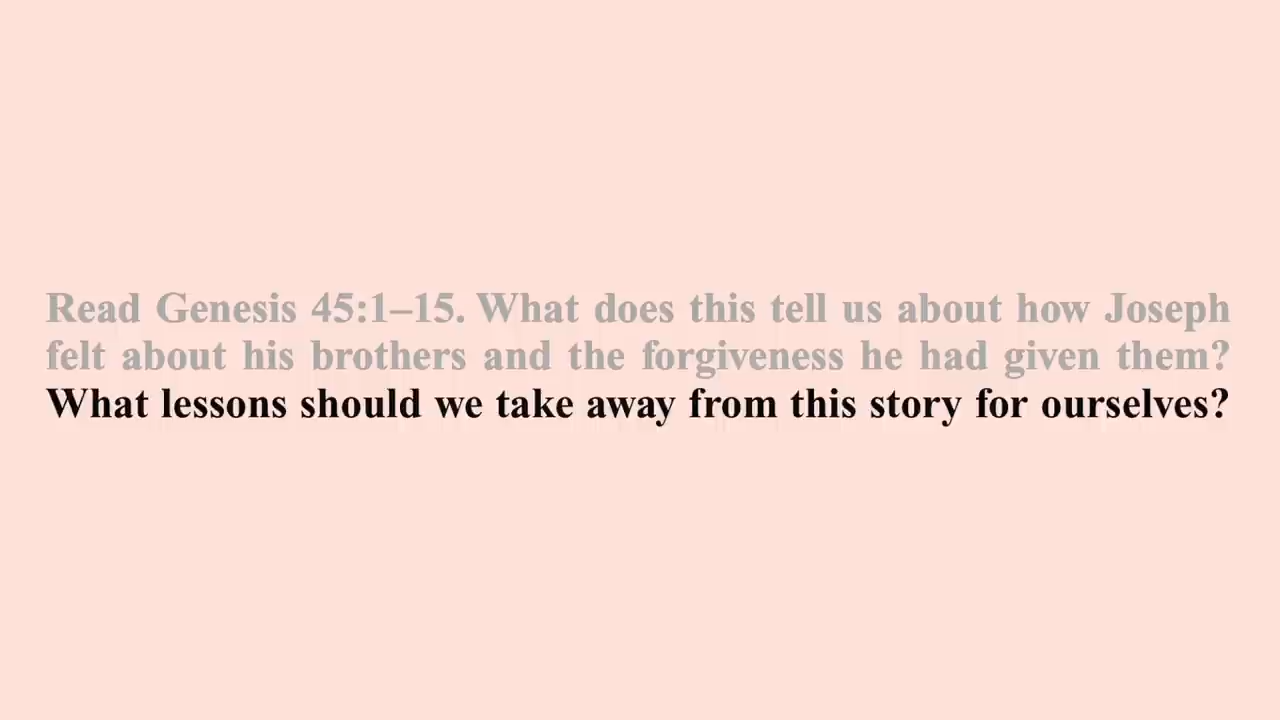 Read Genesis 45:1–15. What does this tell us about how Joseph
felt about his brothers and the forgiveness he had given them?
What lessons should we take away from this story for ourselves?